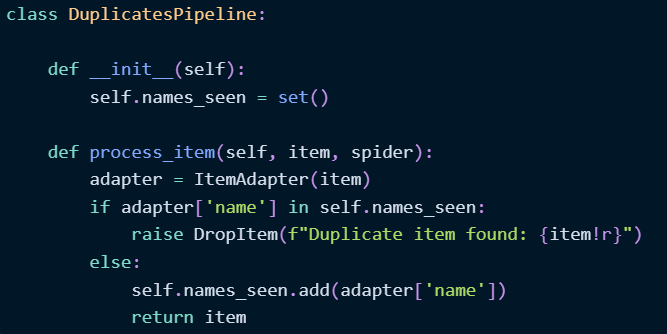 class DuplicatesPipeline:
    def __init__(self):
        self.names_seen = set()
    def process_item(self, item, spider):
        adapter = ItemAdapter(item)
        if adapter['name'] in self.names_seen:
            raise DropItem(f"Duplicate item found: {item!r}")
        else:
            self.names_seen.add(adapter['name'])
            return item